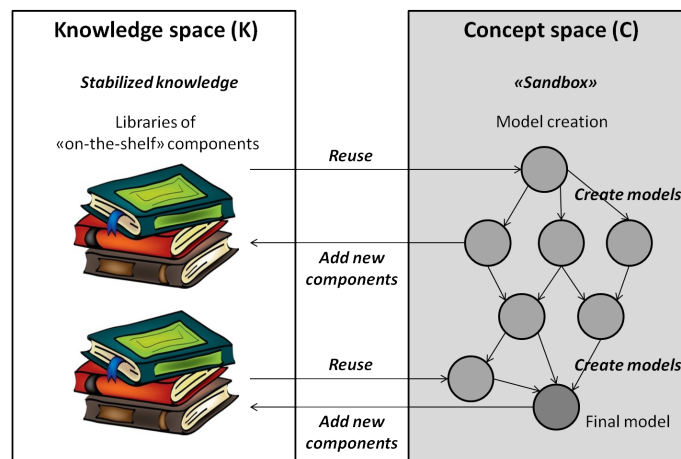 Knowledge space (K)
Stabilized knowledge
Libraries of
«on-the-shelf» components
Reuse
Add new
components
Reuse
Add new
components
Concept space (C)
«Sandbox»
Model creation
Create models
Create models
Final model